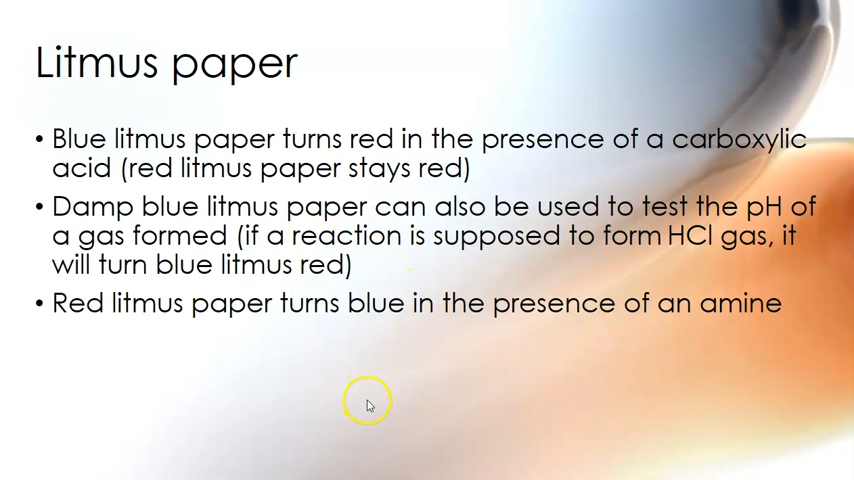 Litmus paper
• Blue litmus paper turns red in the presence of a carboxylic
acid (red litmus paper stays red)
• Damp blue litmus paper can also be used to test the pH of
a gas formed (if a reaction is supposed to form HCl gas, it
will turn blue litmus red)
• Red litmus paper turns blue in the presence of an amine